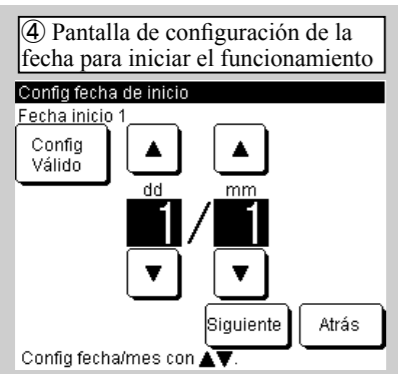 ④ Pantalla de configuración de la
fecha para iniciar el funcionamiento
Config fecha de inicio
Fecha inicio 1
Config
Válido
▲ ▲
dd mm
1 / 1
▼ ▼
Siguiente Atrás
Config fecha/mes con ▲▼.